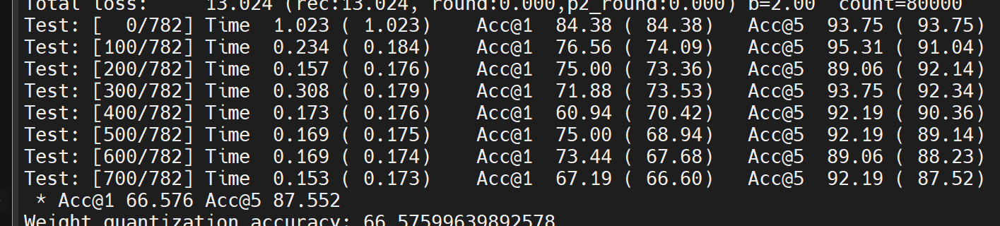 Total loss:     13.024 (rec:13.024, round:0.000,p2_round:0.000) b=2.00  count=80000
Test: [  0/782] Time  1.023 ( 1.023)    Acc@1  84.38 ( 84.38)   Acc@5  93.75 ( 93.75)
Test: [100/782] Time  0.234 ( 0.184)    Acc@1  76.56 ( 74.09)   Acc@5  95.31 ( 91.04)
Test: [200/782] Time  0.157 ( 0.176)    Acc@1  75.00 ( 73.36)   Acc@5  89.06 ( 92.14)
Test: [300/782] Time  0.308 ( 0.179)    Acc@1  71.88 ( 73.53)   Acc@5  93.75 ( 92.34)
Test: [400/782] Time  0.173 ( 0.176)    Acc@1  60.94 ( 70.42)   Acc@5  92.19 ( 90.36)
Test: [500/782] Time  0.169 ( 0.175)    Acc@1  75.00 ( 68.94)   Acc@5  92.19 ( 89.14)
Test: [600/782] Time  0.169 ( 0.174)    Acc@1  73.44 ( 67.68)   Acc@5  89.06 ( 88.23)
Test: [700/782] Time  0.153 ( 0.173)    Acc@1  67.19 ( 66.60)   Acc@5  92.19 ( 87.52)
 * Acc@1 66.576 Acc@5 87.552
Weight quantization accuracy: 66.57599639892578